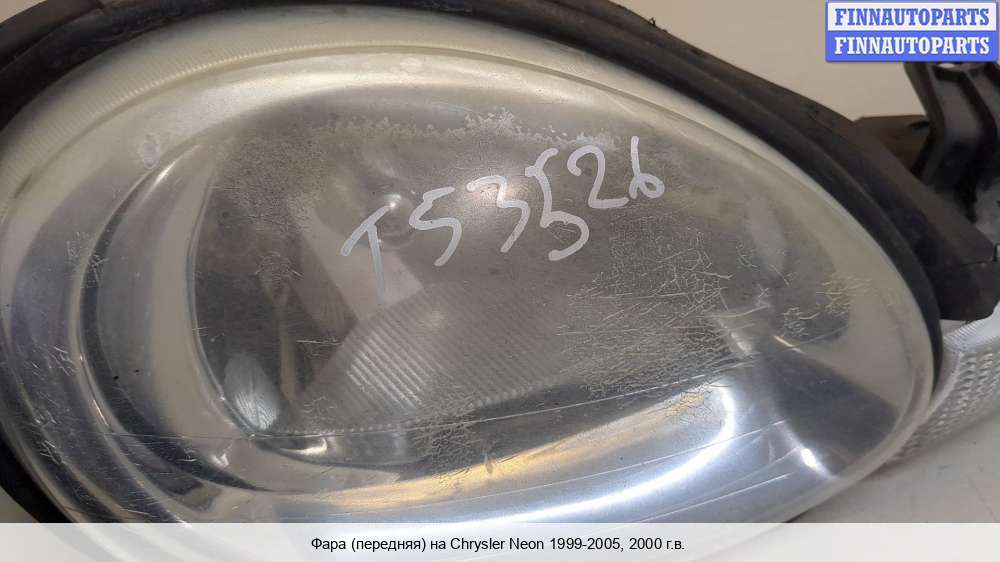 FINNAUTOPARTS
FINNAUTOPARTS
T53526
Фара (передняя) на Chrysler Neon 1999-2005, 2000 г.в.